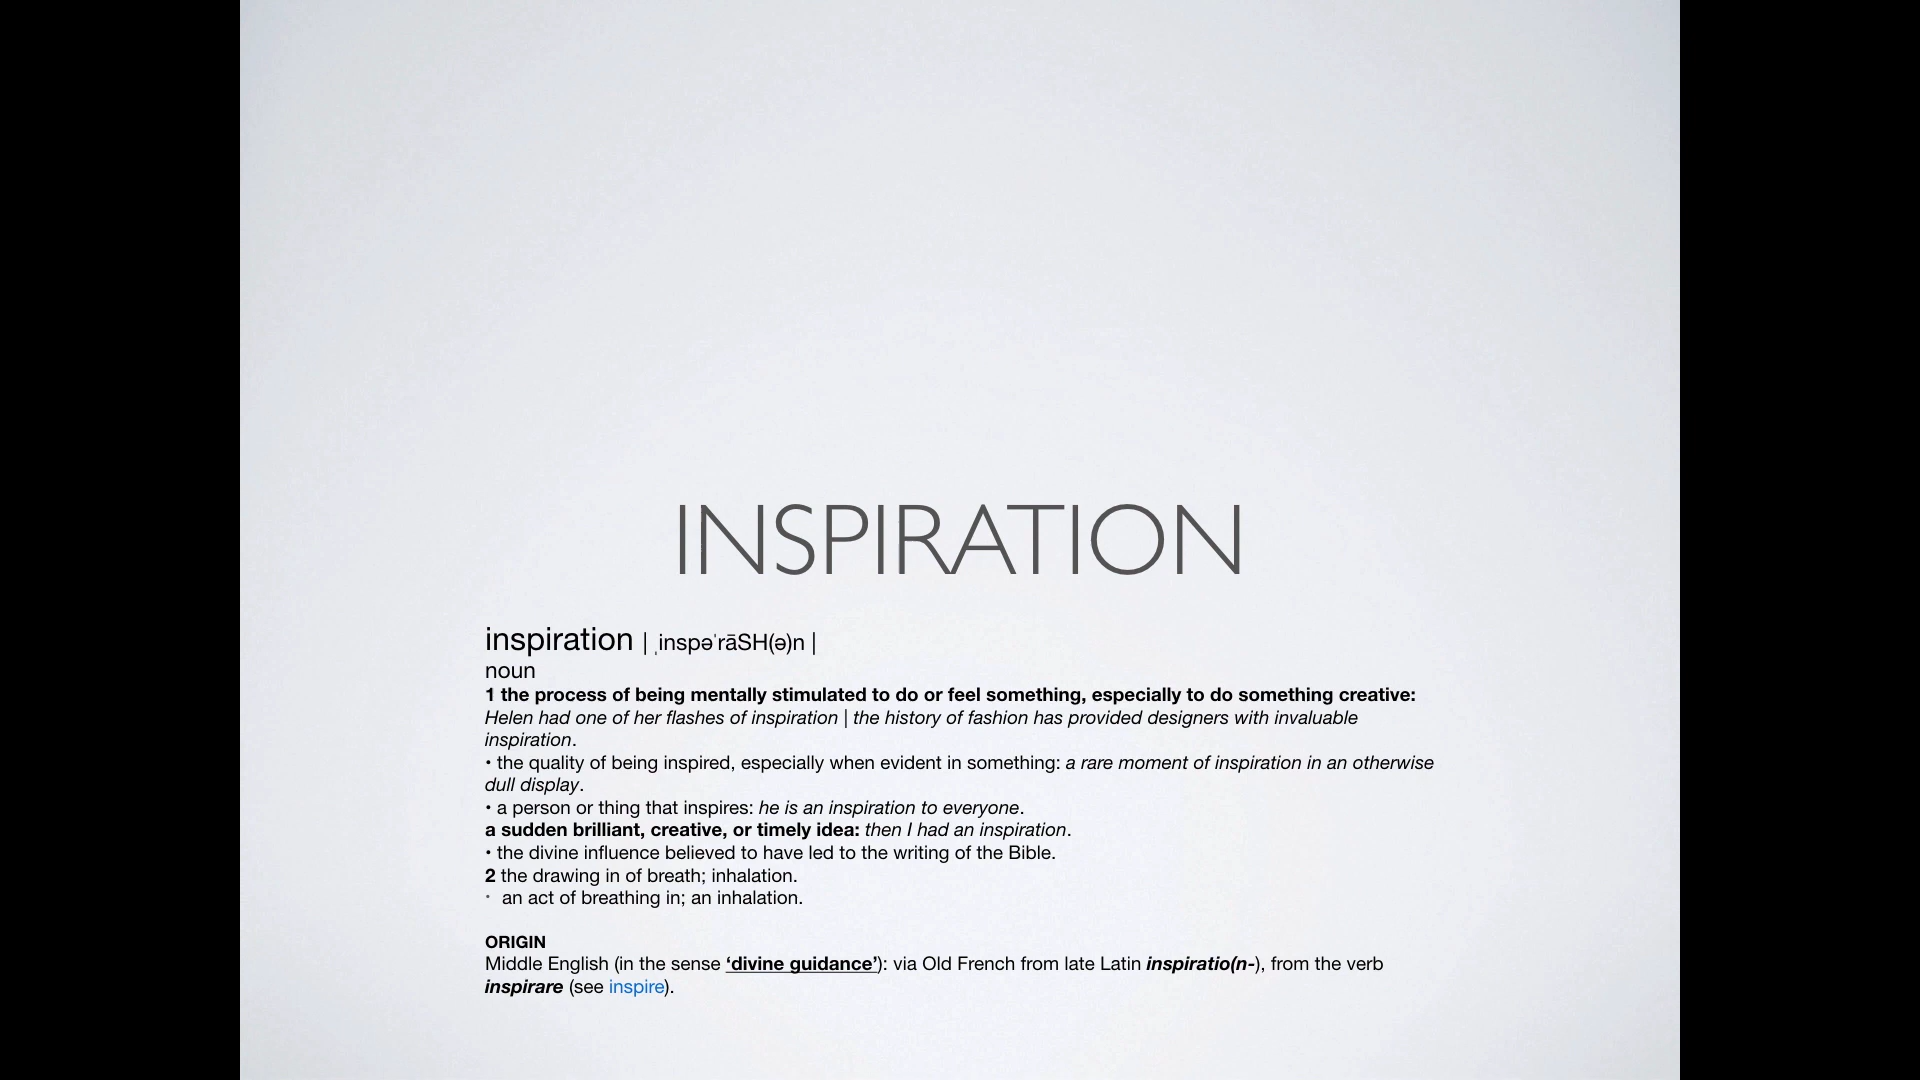 INSPIRATION
inspiration | ˌinspəˈrāSH(ə)n |
noun
1 the process of being mentally stimulated to do or feel something, especially to do something creative:
Helen had one of her flashes of inspiration | the history of fashion has provided designers with invaluable
inspiration.
• the quality of being inspired, especially when evident in something: a rare moment of inspiration in an otherwise
dull display.
• a person or thing that inspires: he is an inspiration to everyone.
a sudden brilliant, creative, or timely idea: then I had an inspiration.
• the divine influence believed to have led to the writing of the Bible.
2 the drawing in of breath; inhalation.
• an act of breathing in; an inhalation.
ORIGIN
Middle English (in the sense ‘divine guidance’): via Old French from late Latin inspiratio(n-), from the verb
inspirare (see inspire).